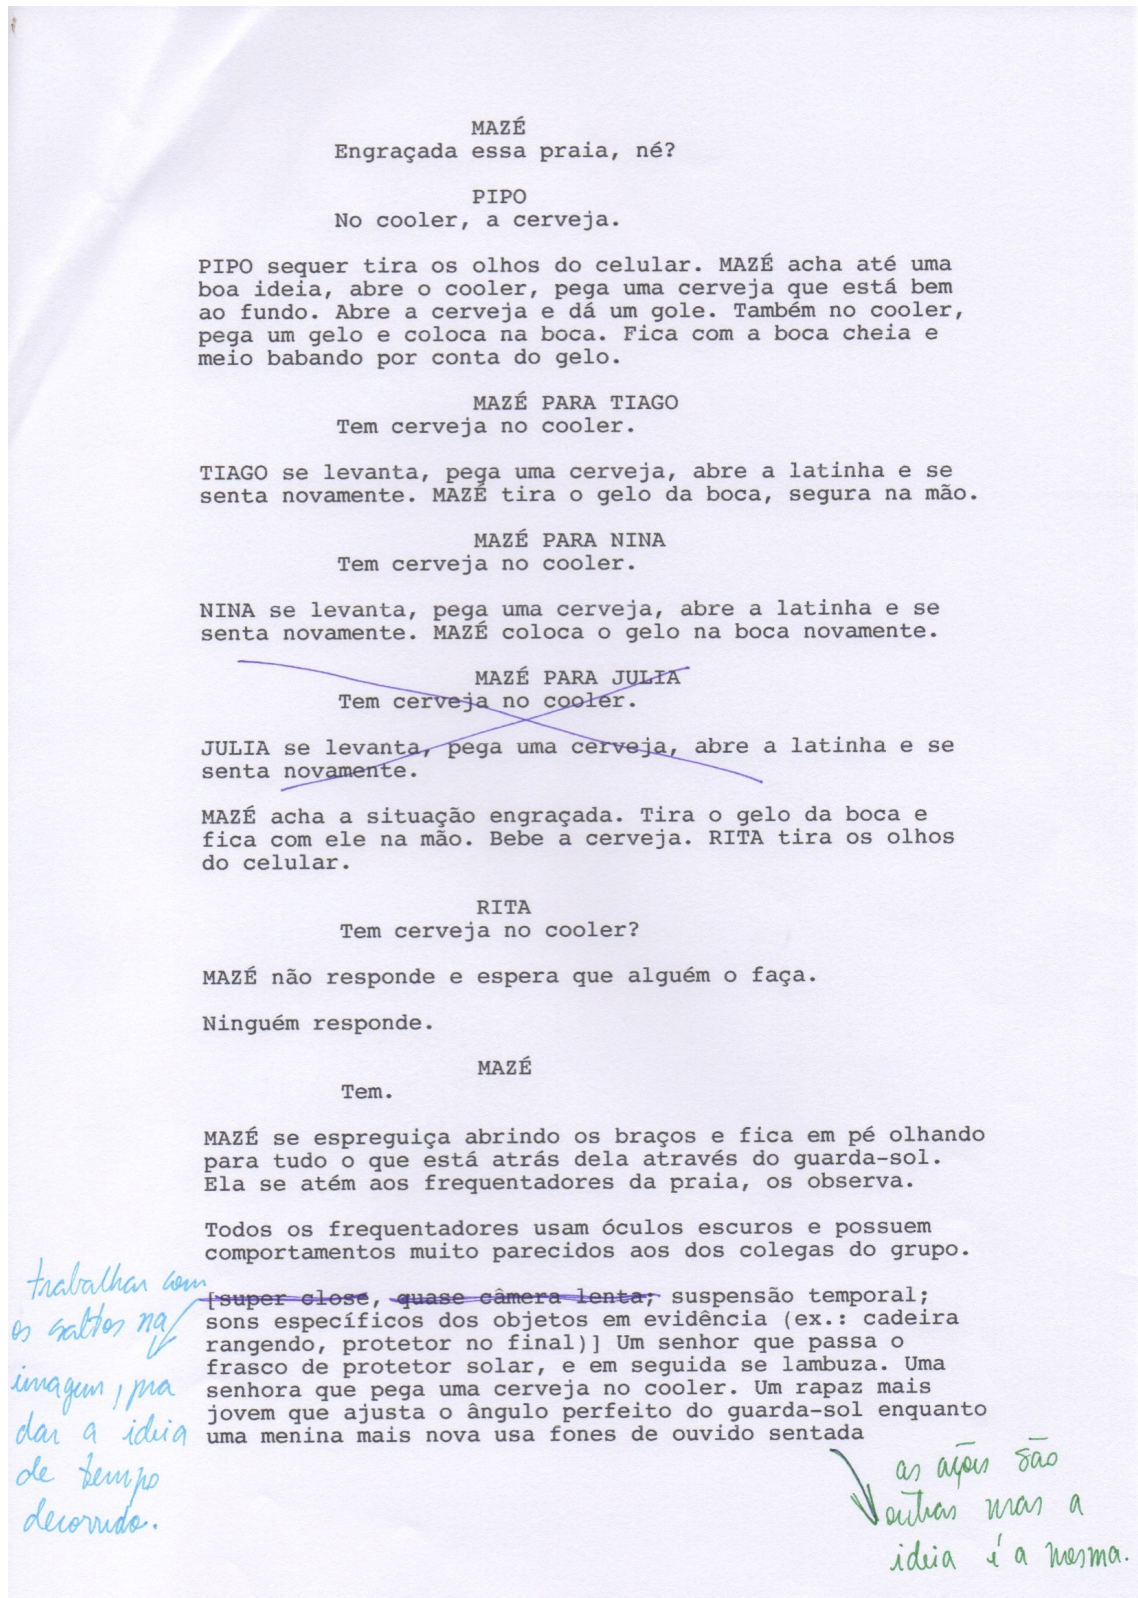 MAZÉ
Engraçada essa praia, né?
PIPO
No cooler, a cerveja.
PIPO sequer tira os olhos do celular. MAZÉ acha até uma
boa ideia, abre o cooler, pega uma cerveja que está bem
ao fundo. Abre a cerveja e dá um gole. Também no cooler,
pega um gelo e coloca na boca. Fica com a boca cheia e
meio babando por conta do gelo.
MAZÉ PARA TIAGO
Tem cerveja no cooler.
TIAGO se levanta, pega uma cerveja, abre a latinha e se
senta novamente. MAZÉ tira o gelo da boca, segura na mão.
MAZÉ PARA NINA
Tem cerveja no cooler.
NINA se levanta, pega uma cerveja, abre a latinha e se
senta novamente. MAZÉ coloca o gelo na boca novamente.
MAZÉ PARA JULIA
Tem cerveja no cooler.
JULIA se levanta, pega uma cerveja, abre a latinha e se
senta novamente.
MAZÉ acha a situação engraçada. Tira o gelo da boca e
fica com ele na mão. Bebe a cerveja. RITA tira os olhos
do celular.
RITA
Tem cerveja no cooler?
MAZÉ não responde e espera que alguém o faça.
Ninguém responde.
MAZÉ
Tem.
MAZÉ se espreguiça abrindo os braços e fica em pé olhando
para tudo o que está atrás dela através do guarda-sol.
Ela se atém aos frequentadores da praia, os observa.
Todos os frequentadores usam óculos escuros e possuem
comportamentos muito parecidos aos dos colegas do grupo.
[super close, quase câmera lenta; suspensão temporal;
sons específicos dos objetos em evidência (ex.: cadeira
rangendo, protetor no final)] Um senhor que passa o
frasco de protetor solar, e em seguida se lambuza. Uma
senhora que pega uma cerveja no cooler. Um rapaz mais
jovem que ajusta o ângulo perfeito do guarda-sol enquanto
uma menina mais nova usa fones de ouvido sentada
trabalhar com
os saltos na
imagem, pra
dar a ideia
de tempo
decorrido.
as ações são
outras mas a
ideia é a mesma.